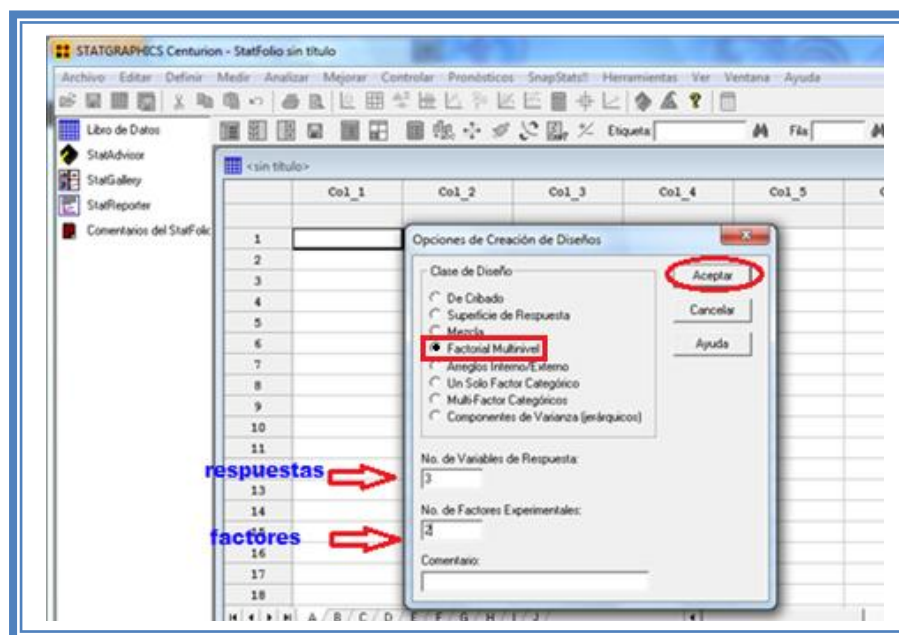 STATGRAPHICS Centurion - StatFolio sin título
Archivo Editar Definir Medir Analizar Mejorar Controlar Pronósticos SnapStats!! Herramientas Ver Ventana Ayuda
Etiqueta: Fila:
Libro de Datos
StatAdvisor
StatGallery
StatReporter
Comentarios del StatFolio
<sin título>
Col_1 Col_2 Col_3 Col_4 Col_5
1
2
3
4
5
6
7
8
9
10
11
13
14
16
17
18
Opciones de Creación de Diseños
Clase de Diseño
De Cribado
Superficie de Respuesta
Mezcla
Factorial Multinivel
Arreglos Interno/Externo
Un Solo Factor Categórico
Multi-Factor Categóricos
Componentes de Varianza (jerárquicos)
Aceptar
Cancelar
Ayuda
No. de Variables de Respuesta:
3
No. de Factores Experimentales:
2
Comentario:
respuestas
factores
A B C D E F G H I J